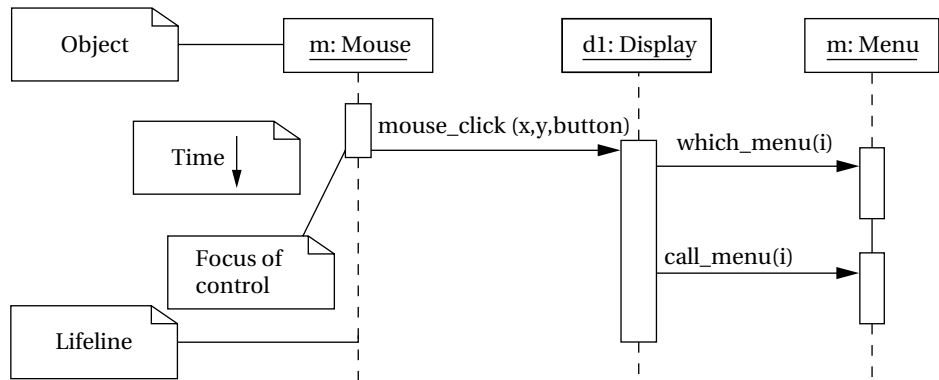 Object
m: Mouse
d1: Display
m: Menu
mouse_click (x,y,button)
which_menu(i)
Time
Focus of
control
call_menu(i)
Lifeline